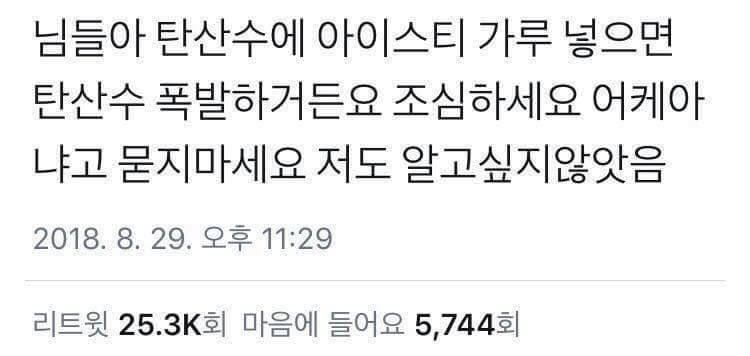 님들아 탄산수에 아이스티 가루 넣으면
탄산수 폭발하거든요 조심하세요 어케아
냐고 묻지마세요 저도 알고싶지않앗음
2018. 8. 29. 오후 11:29
리트윗 25.3K회 마음에 들어요 5,744회